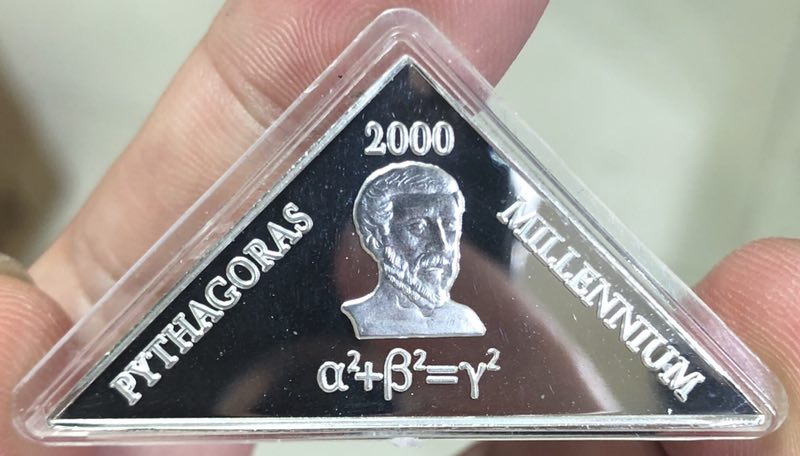 2000
PYTHAGORAS
MILLENNIUM
α²+β²=γ²